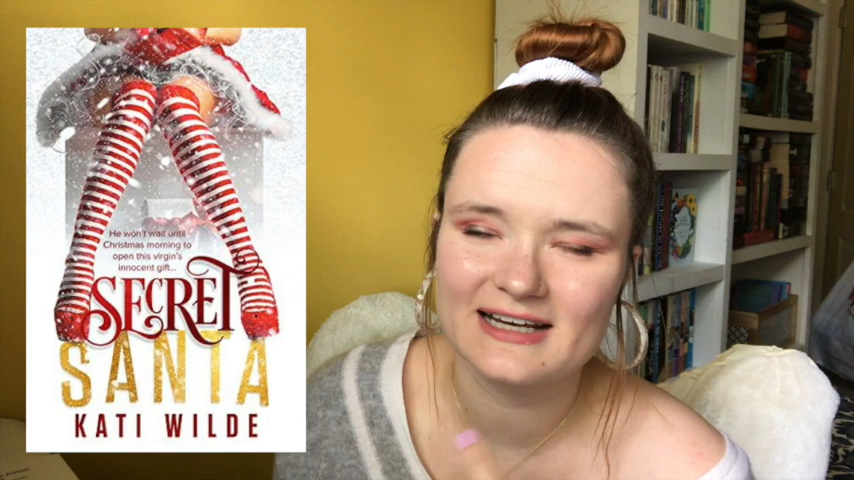 He won't wait until
Christmas morning to
open this virgin's
innocent gift...
SECRET
SANTA
KATI WILDE